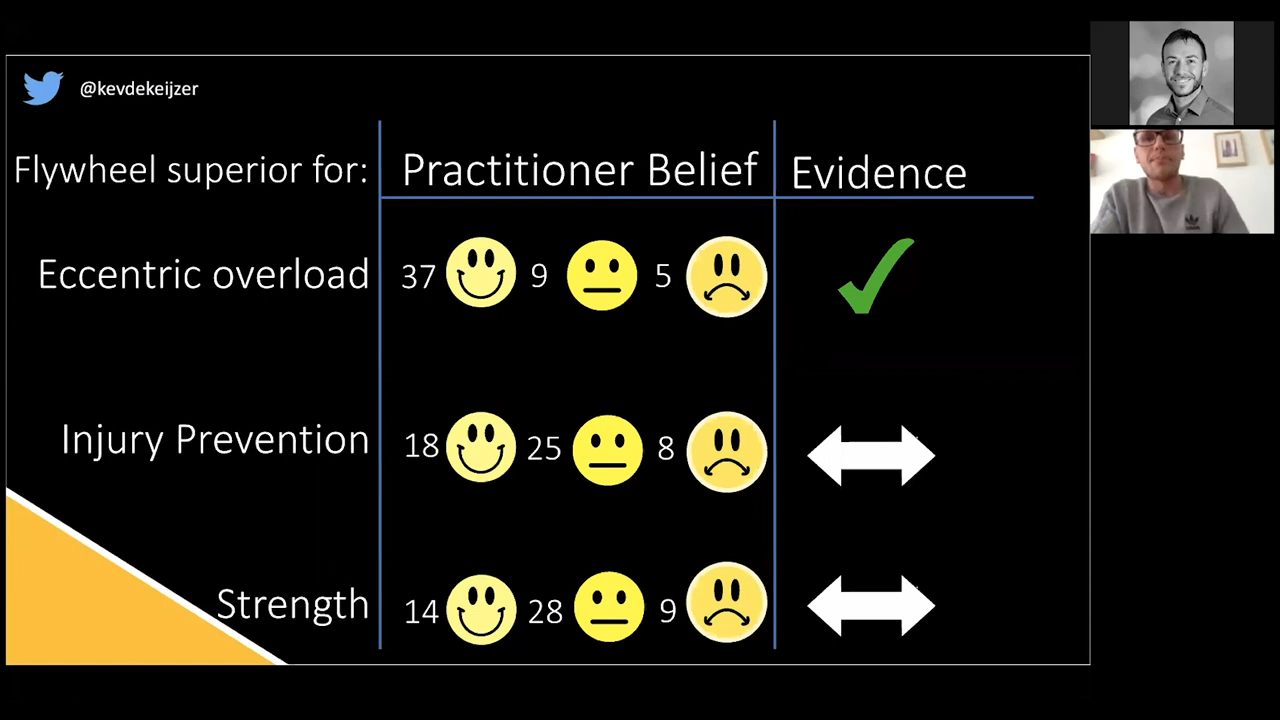 @kevdekeijzer
Flywheel superior for: Practitioner Belief Evidence
Eccentric overload 37 9 5
Injury Prevention 18 25 8
Strength 14 28 9